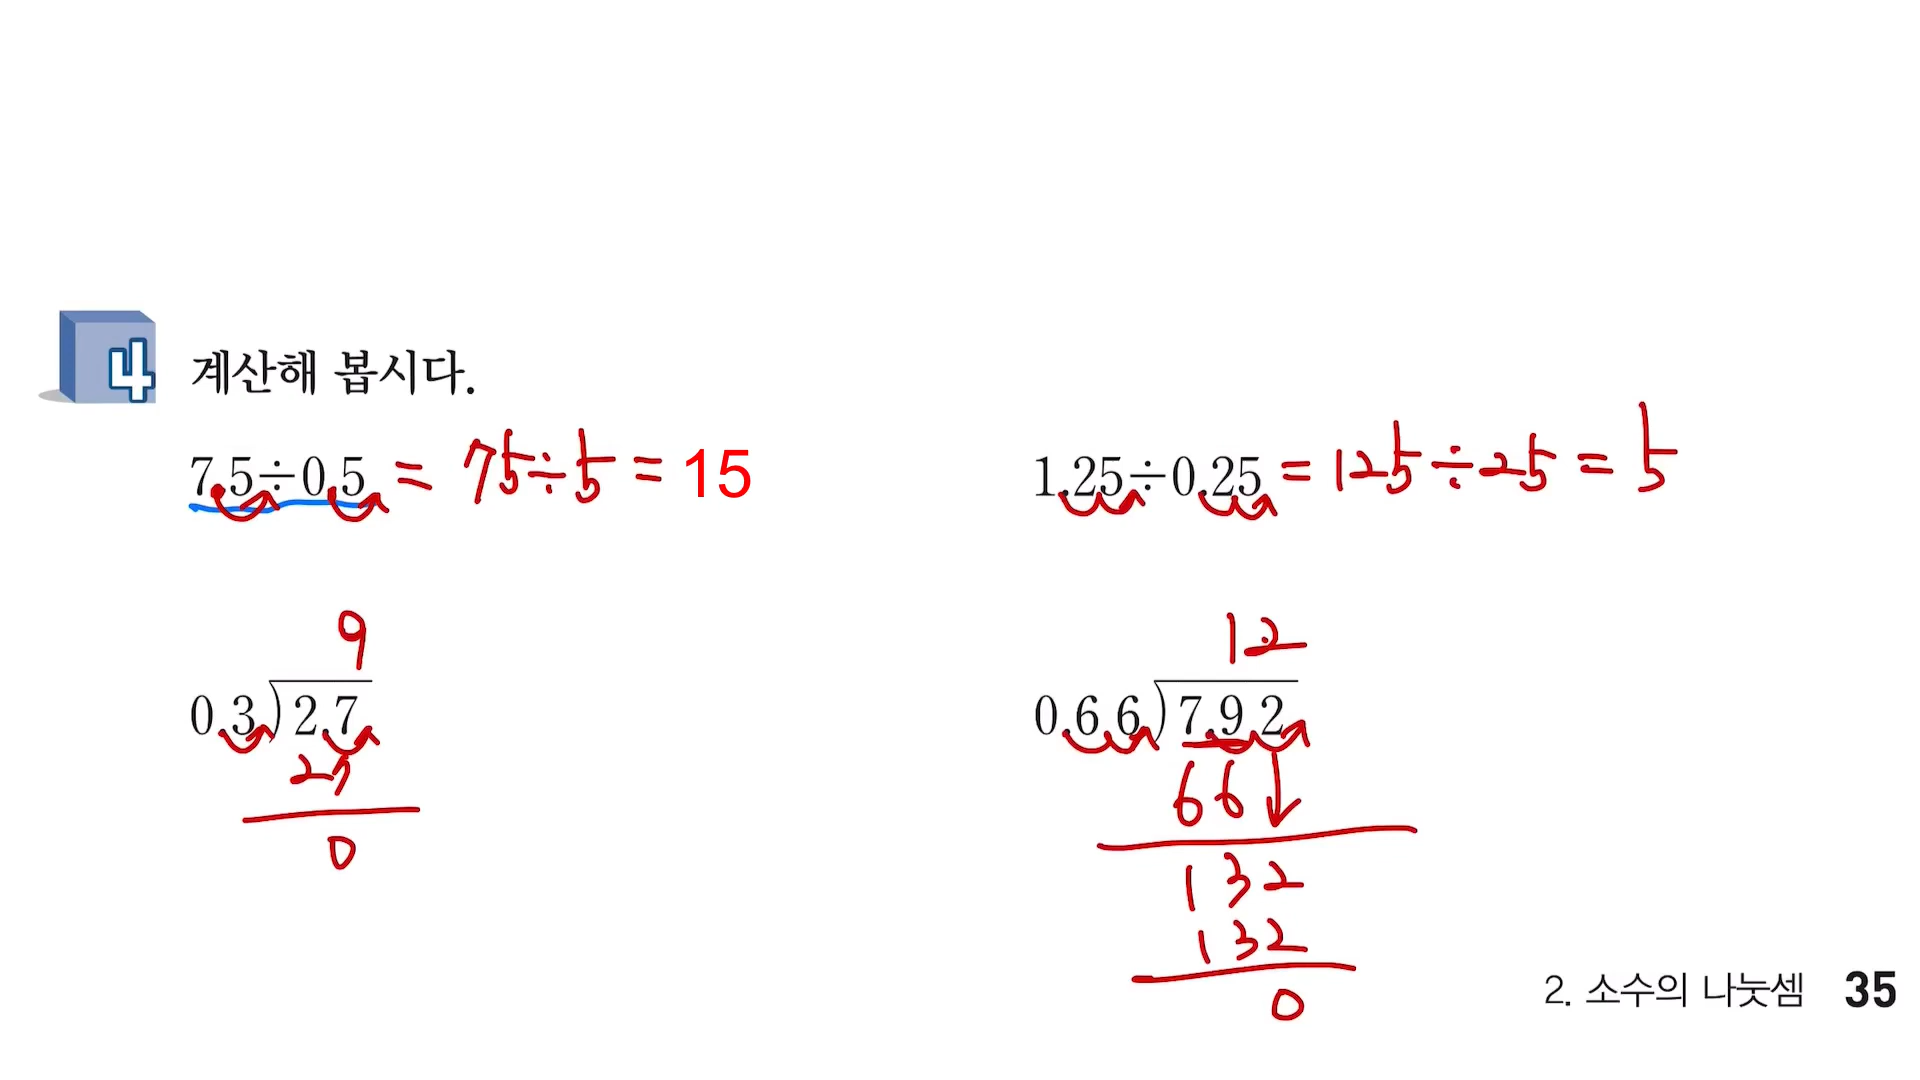 4 계산해 봅시다.
7.5÷0.5 = 75÷5 = 15
1.25÷0.25 = 125÷25 = 5
9
0.3)2.7
27
0
12
0.66)7.92
66
132
132
0
2. 소수의 나눗셈 35